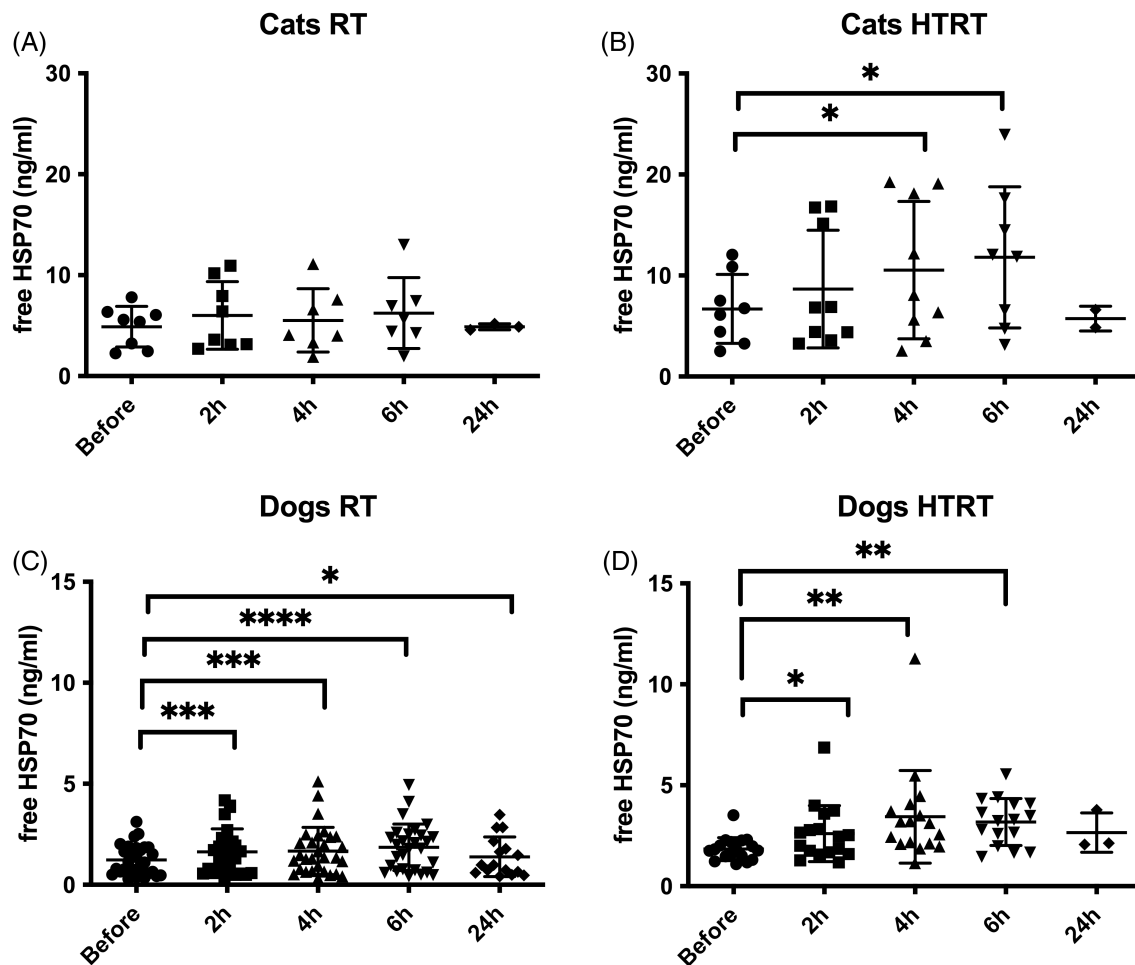 Cats RT
(A)
free HSP70 (ng/ml)
30
20
10
0
Before
2h
4h
6h
24h
Cats HTRT
(B)
free HSP70 (ng/ml)
30
20
10
0
*
*
Before
2h
4h
6h
24h
Dogs RT
(C)
free HSP70 (ng/ml)
15
10
5
0
*
****
***
***
Before
2h
4h
6h
24h
Dogs HTRT
(D)
free HSP70 (ng/ml)
15
10
5
0
**
**
*
Before
2h
4h
6h
24h